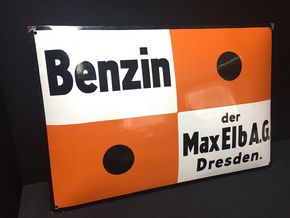 Benzin
der
Max Elb A.G.
Dresden.